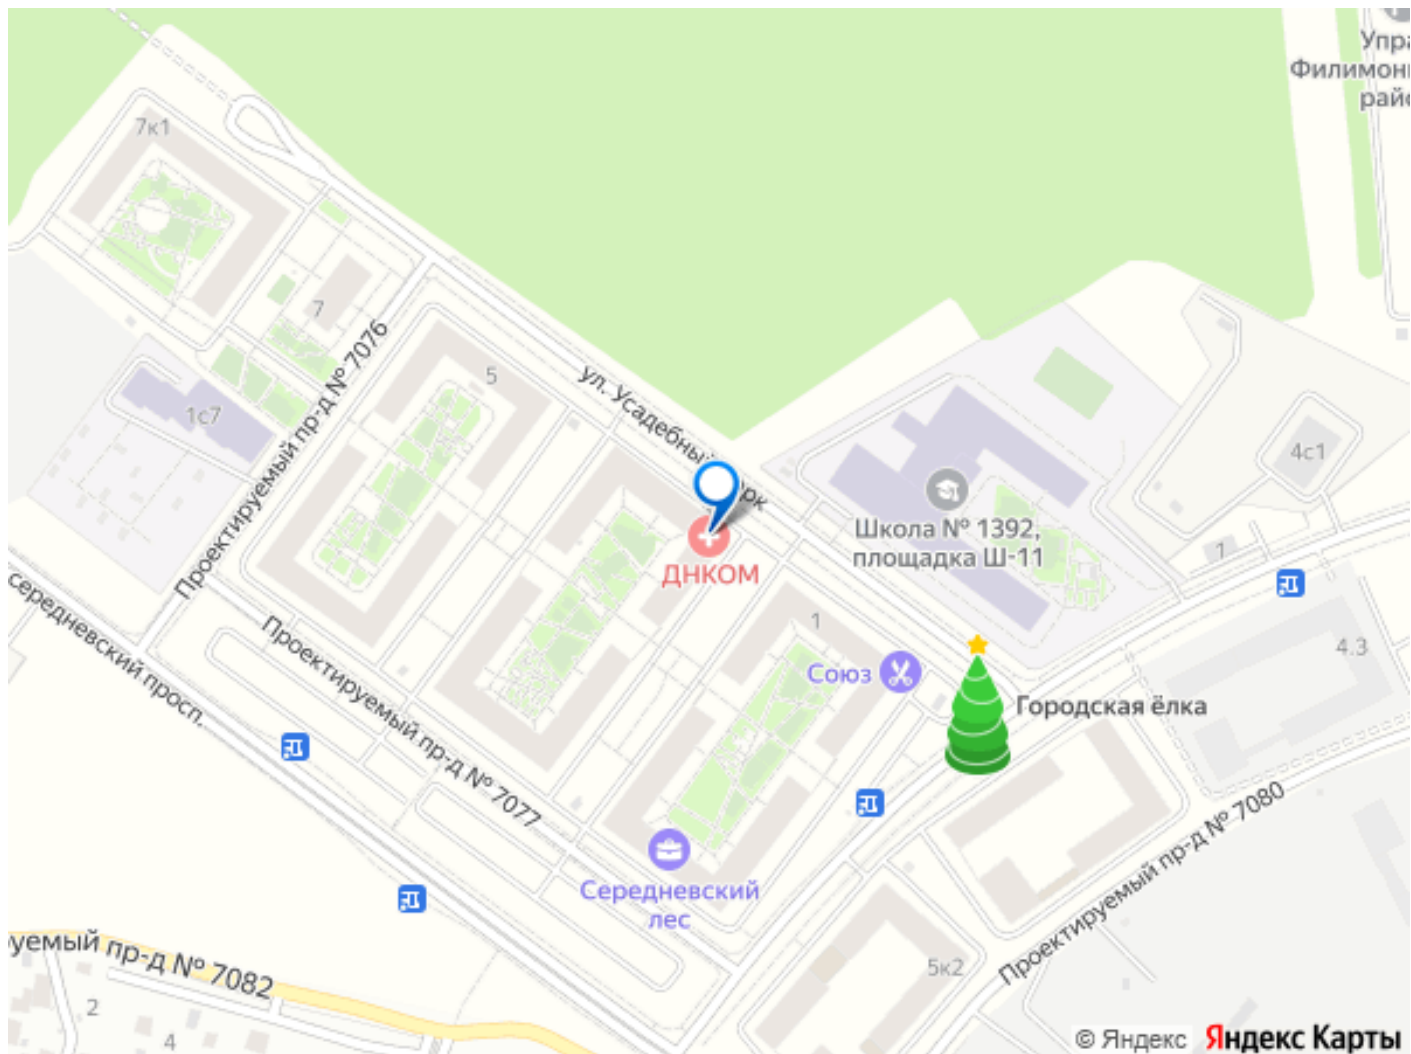 Упра
Филимон
райо
7к1
7
5
1с7
Проектируемый пр-д № 7076
ул. Усадебный
рк
Школа № 1392,
площадка Ш-11
4с1
1
ДНКОМ
1
Союз
Городская ёлка
4.3
середневский просп.
Проектируемый пр-д № 7077
Середневский
лес
Проектируемый пр-д № 7080
5к2
руемый пр-д № 7082
2
4
© Яндекс Яндекс Карты